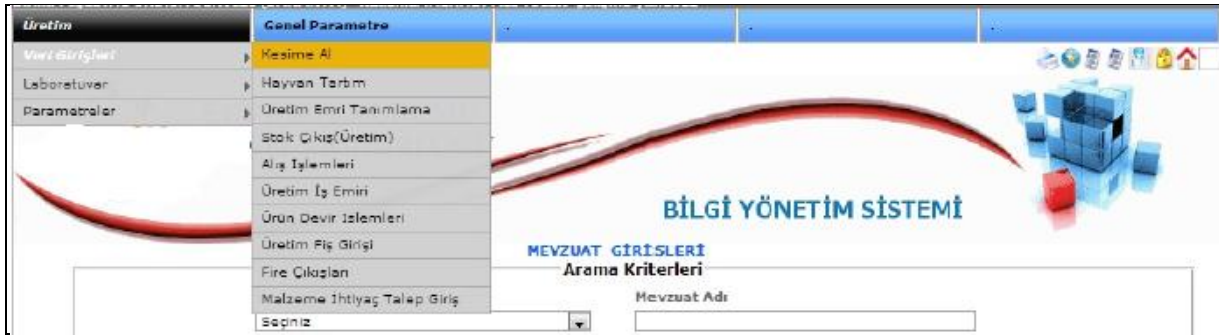 Üretim
Genel Parametre
Veri Girişleri
Laboratuvar
Parametreler
Kesime Al
Hayvan Tartım
Üretim Emri Tanımlama
Stok Çıkış(Üretim)
Alış İşlemleri
Üretim İş Emiri
Ürün Devir Islemleri
Üretim Fiş Girişi
Fire Çıkışları
Malzeme İhtiyaç Talep Giriş
BİLGİ YÖNETİM SİSTEMİ
MEVZUAT GİRİSLERİ
Arama Kriterleri
Mevzuat Adı
Seçiniz